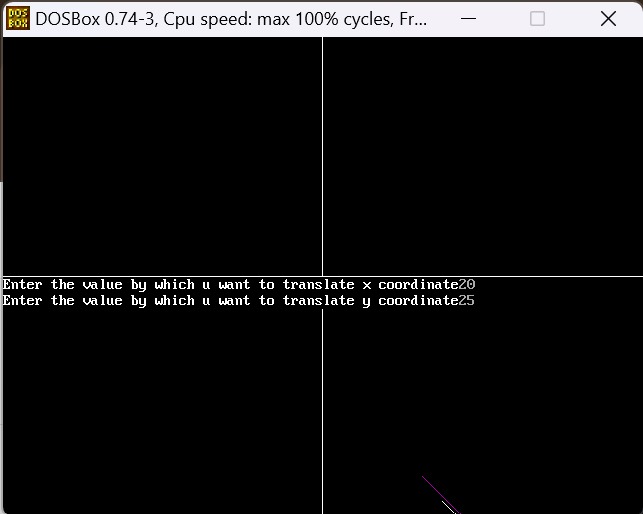 DOS
BOX
DOSBox 0.74-3, Cpu speed: max 100% cycles, Fr...
Enter the value by which u want to translate x coordinate20
Enter the value by which u want to translate y coordinate25